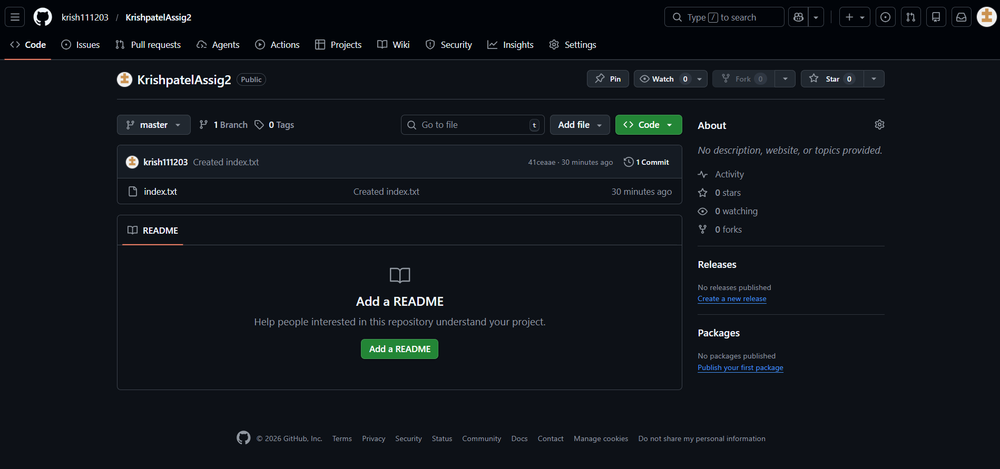 krish111203 / KrishpatelAssig2
Type / to search
Code Issues Pull requests Agents Actions Projects Wiki Security Insights Settings
KrishpatelAssig2 Public
Pin Watch 0 Fork 0 Star 0
master 1 Branch 0 Tags Go to file t Add file Code
krish111203 Created index.txt 41ceaae · 30 minutes ago 1 Commit
index.txt Created index.txt 30 minutes ago
README
Add a README
Help people interested in this repository understand your project.
Add a README
About
No description, website, or topics provided.
Activity
0 stars
0 watching
0 forks
Releases
No releases published
Create a new release
Packages
No packages published
Publish your first package
© 2026 GitHub, Inc. Terms Privacy Security Status Community Docs Contact Manage cookies Do not share my personal information